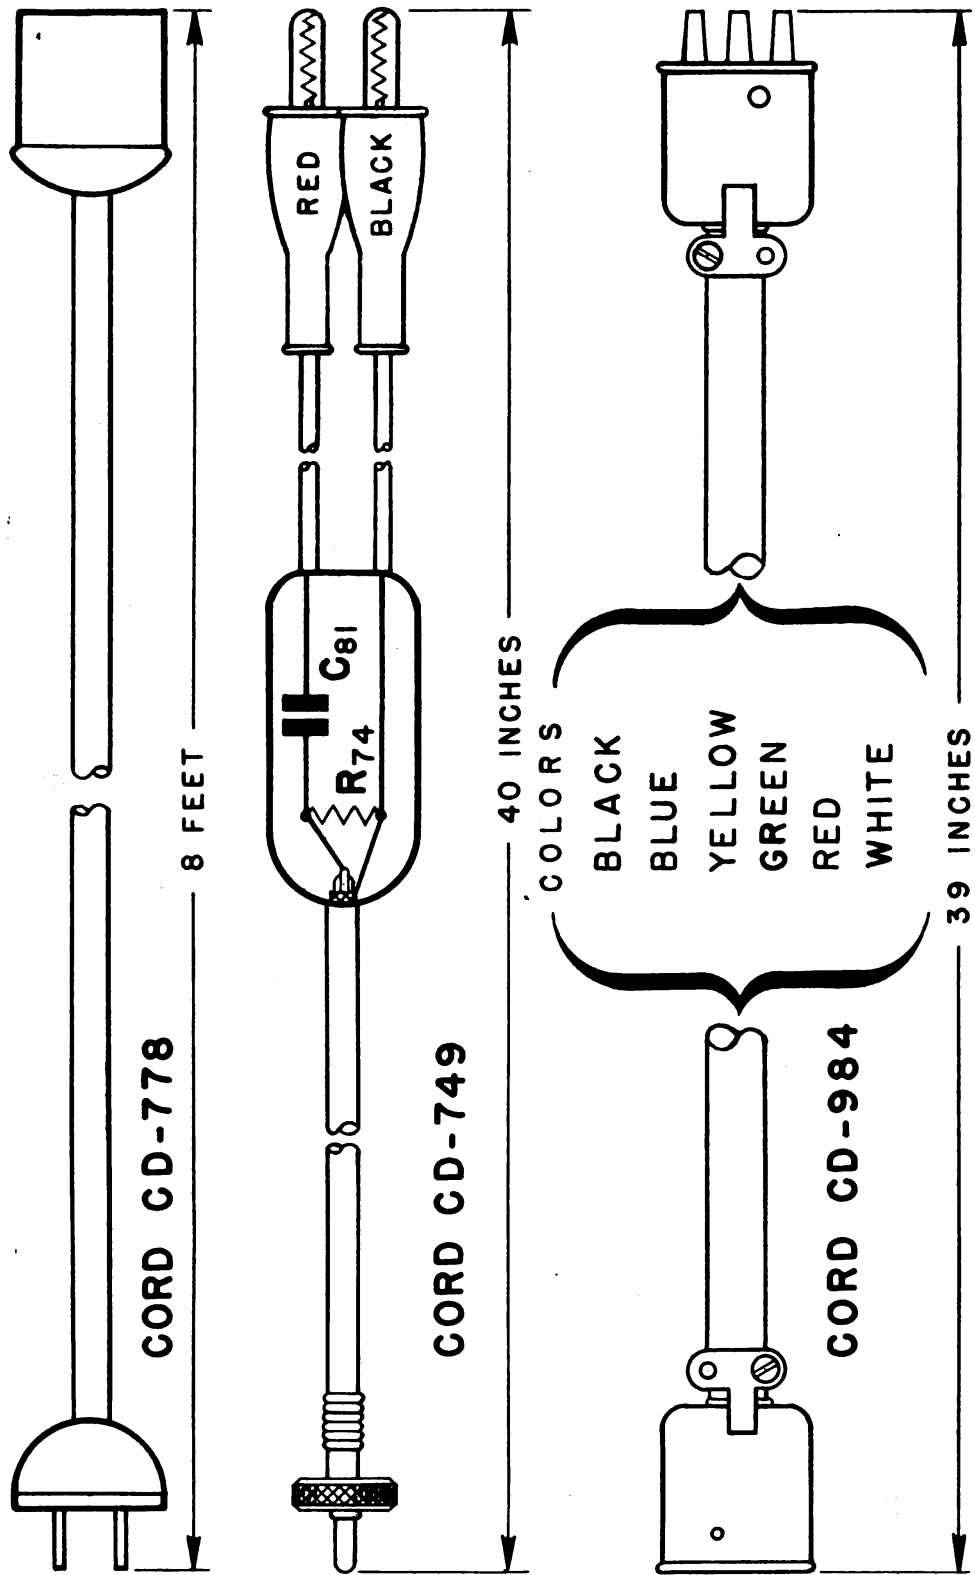 CORD CD-778
8 FEET
RED
BLACK
C81
R74
CORD CD-749
40 INCHES
COLORS
BLACK
BLUE
YELLOW
GREEN
RED
WHITE
CORD CD-984
39 INCHES